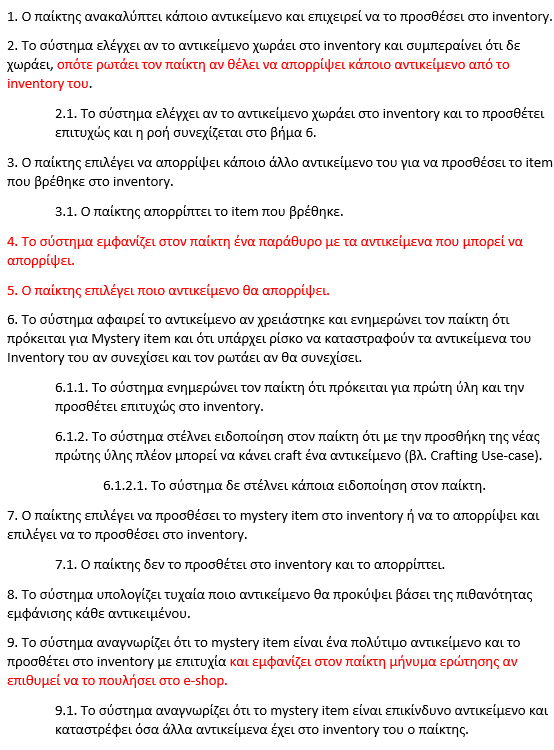 1. Ο παίκτης ανακαλύπτει κάποιο αντικείμενο και επιχειρεί να το προσθέσει στο inventory.
2. Το σύστημα ελέγχει αν το αντικείμενο χωράει στο inventory και συμπεραίνει ότι δε
χωράει, οπότε ρωτάει τον παίκτη αν θέλει να απορρίψει κάποιο αντικείμενο από το
inventory του.
2.1. Το σύστημα ελέγχει αν το αντικείμενο χωράει στο inventory και το προσθέτει
επιτυχώς και η ροή συνεχίζεται στο βήμα 6.
3. Ο παίκτης επιλέγει να απορρίψει κάποιο άλλο αντικείμενο του για να προσθέσει το item
που βρέθηκε στο inventory.
3.1. Ο παίκτης απορρίπτει το item που βρέθηκε.
4. Το σύστημα εμφανίζει στον παίκτη ένα παράθυρο με τα αντικείμενα που μπορεί να
απορρίψει.
5. Ο παίκτης επιλέγει ποιο αντικείμενο θα απορρίψει.
6. Το σύστημα αφαιρεί το αντικείμενο αν χρειάστηκε και ενημερώνει τον παίκτη ότι
πρόκειται για Mystery item και ότι υπάρχει ρίσκο να καταστραφούν τα αντικείμενα του
Inventory του αν συνεχίσει και τον ρωτάει αν θα συνεχίσει.
6.1.1. Το σύστημα ενημερώνει τον παίκτη ότι πρόκειται για πρώτη ύλη και την
προσθέτει επιτυχώς στο inventory.
6.1.2. Το σύστημα στέλνει ειδοποίηση στον παίκτη ότι με την προσθήκη της νέας
πρώτης ύλης πλέον μπορεί να κάνει craft ένα αντικείμενο (βλ. Crafting Use-case).
6.1.2.1. Το σύστημα δε στέλνει κάποια ειδοποίηση στον παίκτη.
7. Ο παίκτης επιλέγει να προσθέσει το mystery item στο inventory ή να το απορρίψει και
επιλέγει να το προσθέσει στο inventory.
7.1. Ο παίκτης δεν το προσθέτει στο inventory και το απορρίπτει.
8. Το σύστημα υπολογίζει τυχαία ποιο αντικείμενο θα προκύψει βάσει της πιθανότητας
εμφάνισης κάθε αντικειμένου.
9. Το σύστημα αναγνωρίζει ότι το mystery item είναι ένα πολύτιμο αντικείμενο και το
προσθέτει στο inventory με επιτυχία και εμφανίζει στον παίκτη μήνυμα ερώτησης αν
επιθυμεί να το πουλήσει στο e-shop.
9.1. Το σύστημα αναγνωρίζει ότι το mystery item είναι επικίνδυνο αντικείμενο και
καταστρέφει όσα άλλα αντικείμενα έχει στο inventory του ο παίκτης.